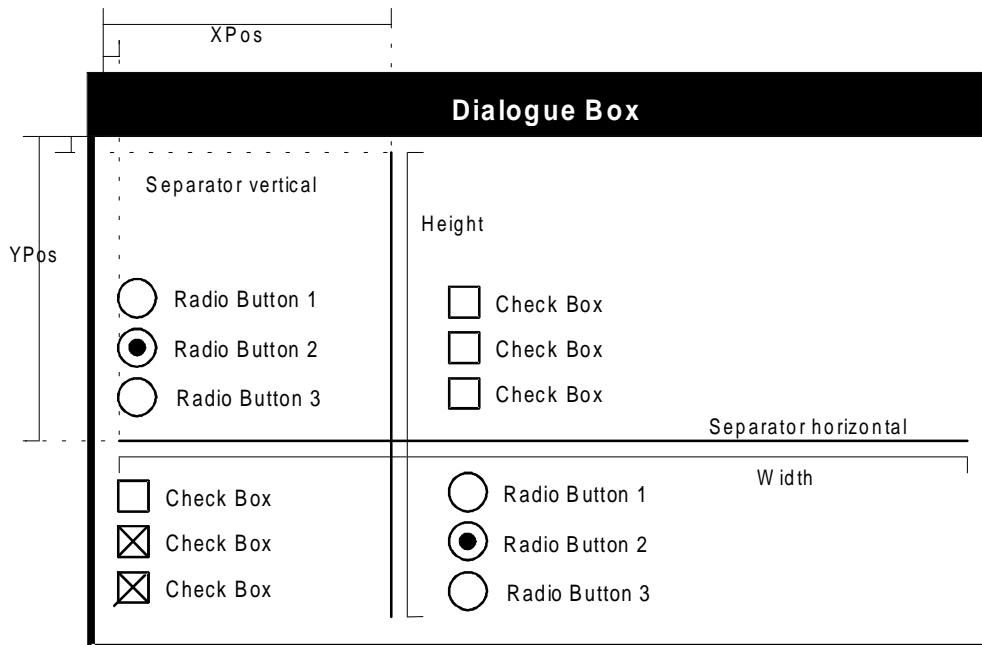 XPos
Dialogue Box
Separator vertical
Height
YPos
Radio Button 1
Radio Button 2
Radio Button 3
Check Box
Check Box
Check Box
Separator horizontal
Width
Check Box
Check Box
Check Box
Radio Button 1
Radio Button 2
Radio Button 3